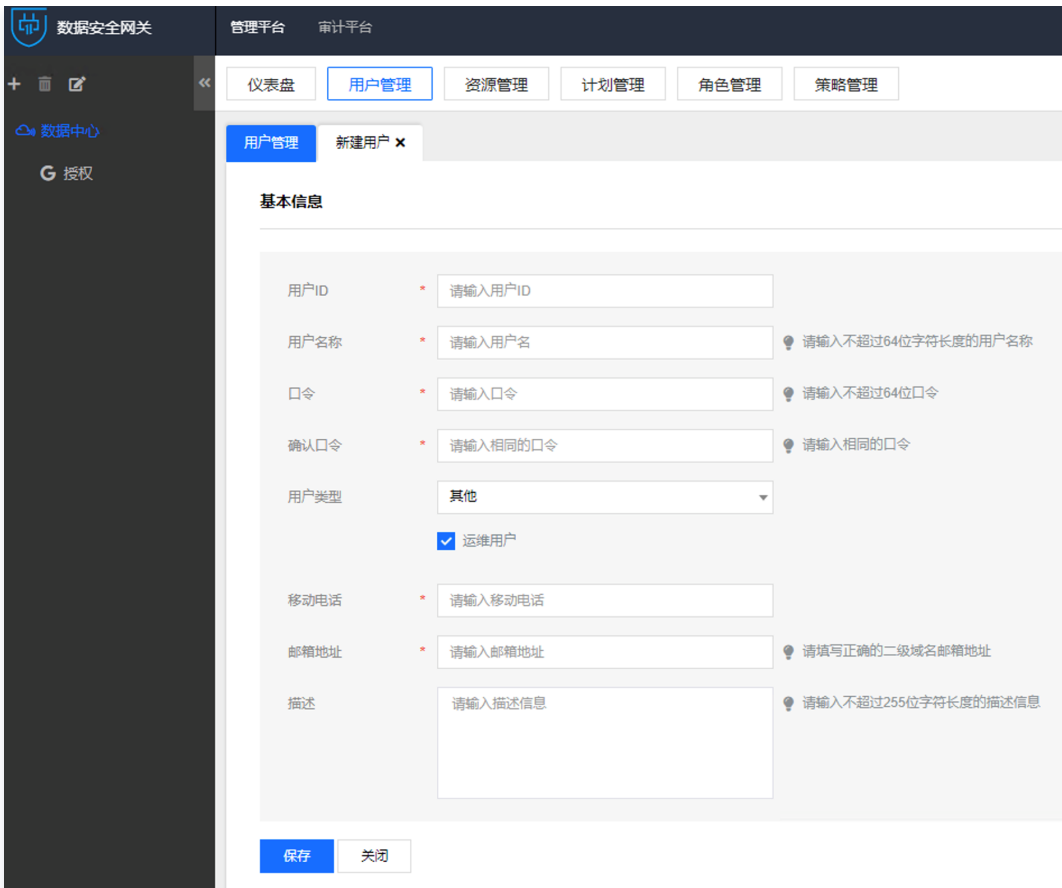 数据安全网关
管理平台 审计平台
仪表盘 用户管理 资源管理 计划管理 角色管理 策略管理
数据中心
授权
用户管理 新建用户
基本信息
用户ID * 请输入用户ID
用户名称 * 请输入用户名 请输入不超过64位字符长度的用户名称
口令 * 请输入口令 请输入不超过64位口令
确认口令 * 请输入相同的口令 请输入相同的口令
用户类型 其他
运维用户
移动电话 * 请输入移动电话
邮箱地址 * 请输入邮箱地址 请填写正确的二级域名邮箱地址
描述 请输入描述信息 请输入不超过255位字符长度的描述信息
保存 关闭